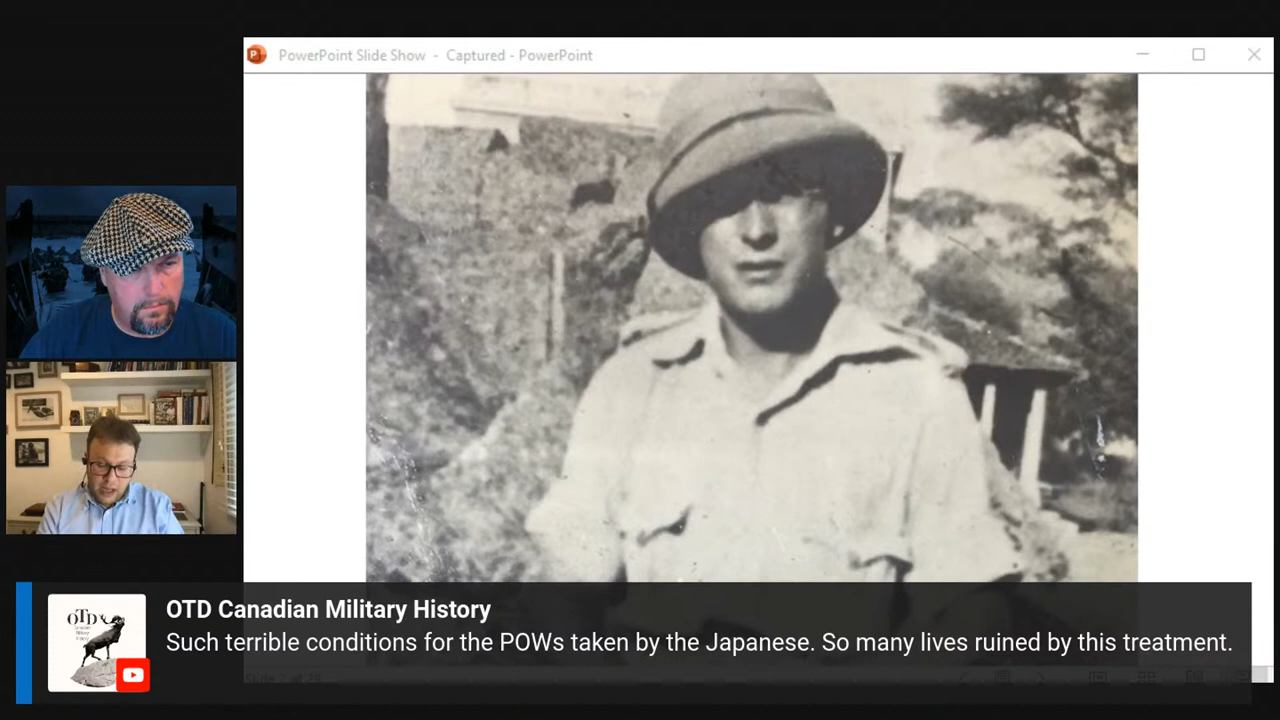 PowerPoint Slide Show - Captured - PowerPoint
OTD Canadian Military History
Such terrible conditions for the POWs taken by the Japanese. So many lives ruined by this treatment.
OTD